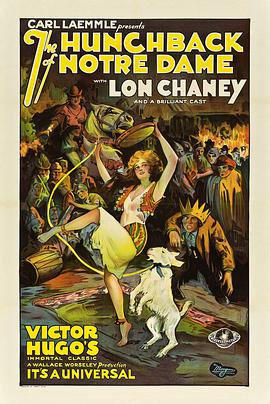 CARL LAEMMLE presents
The HUNCHBACK
of NOTRE DAME
WITH LON CHANEY
AND A BRILLIANT CAST
VICTOR
HUGO'S
IMMORTAL CLASSIC
A WALLACE WORSLEY Production
IT'S A UNIVERSAL
Morgan